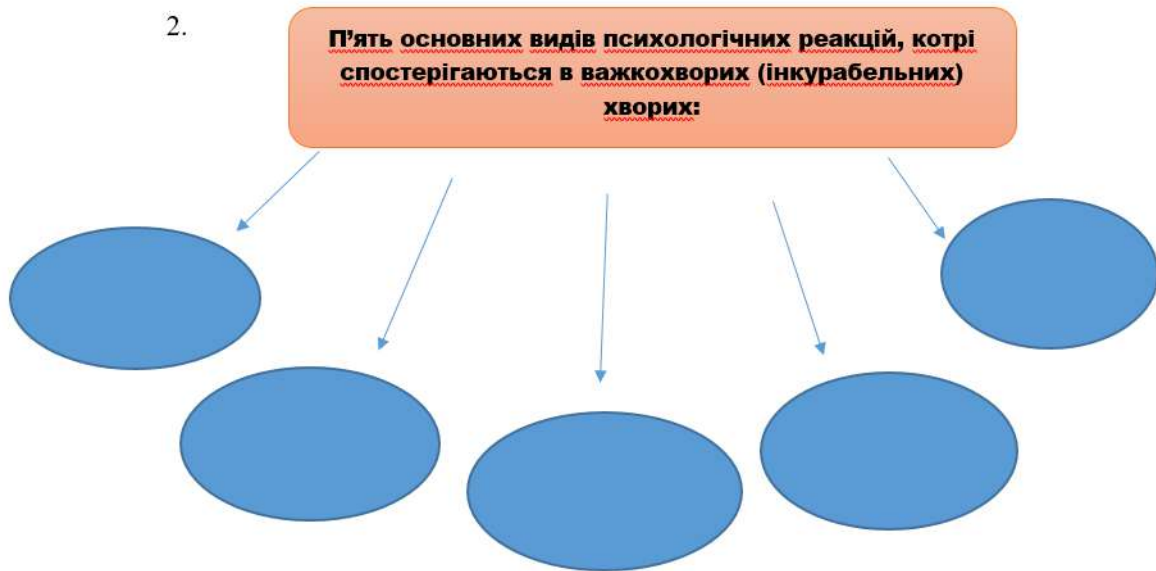 2.
П’ять основних видів психологічних реакцій, котрі
спостерігаються в важкохворих (інкурабельних)
хворих: